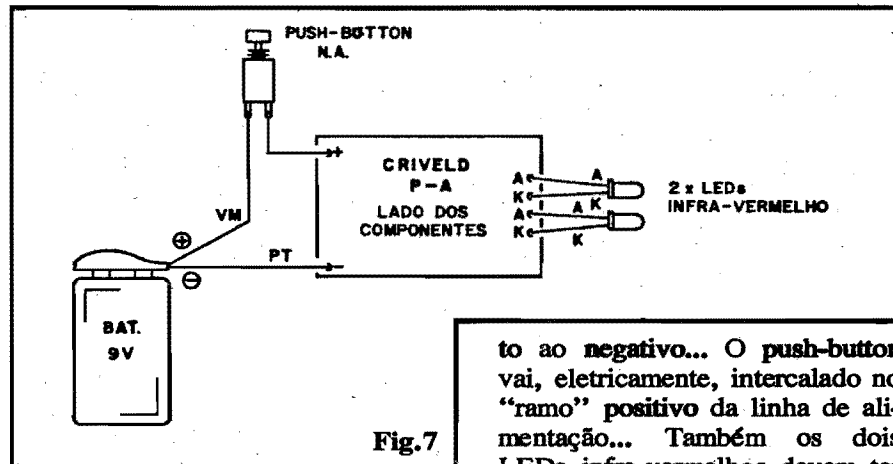 PUSH-BOTTON
N.A.
CRIVELD
P-A
LADO DOS
COMPONENTES
+
-
A
K
A
K
A
K
A
K
2 x LEDs
INFRA-VERMELHO
VM
+
PT
-
BAT.
9V
Fig.7
to ao negativo... O push-button
vai, eletricamente, intercalado no
"ramo" positivo da linha de ali-
mentação... Também os dois